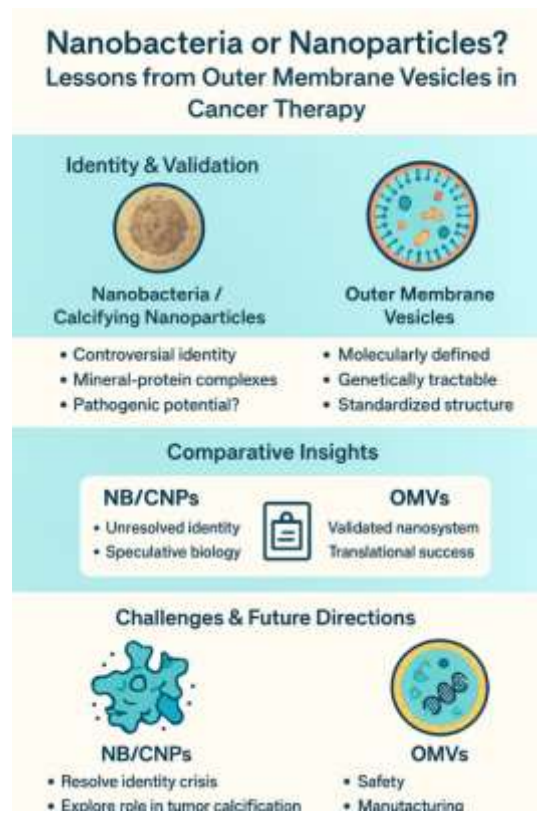 Nanobacteria or Nanoparticles?
Lessons from Outer Membrane Vesicles in
Cancer Therapy
Identity & Validation
Nanobacteria /
Calcifying Nanoparticles
• Controversial identity
• Mineral-protein complexes
• Pathogenic potential?
Outer Membrane
Vesicles
• Molecularly defined
• Genetically tractable
• Standardized structure
Comparative Insights
NB/CNPs
• Unresolved identity
• Speculative biology
OMVs
Validated nanosystem
Translational success
Challenges & Future Directions
NB/CNPs
• Resolve identity crisis
• Explore role in tumor calcification
OMVs
• Safety
• Manutacturing